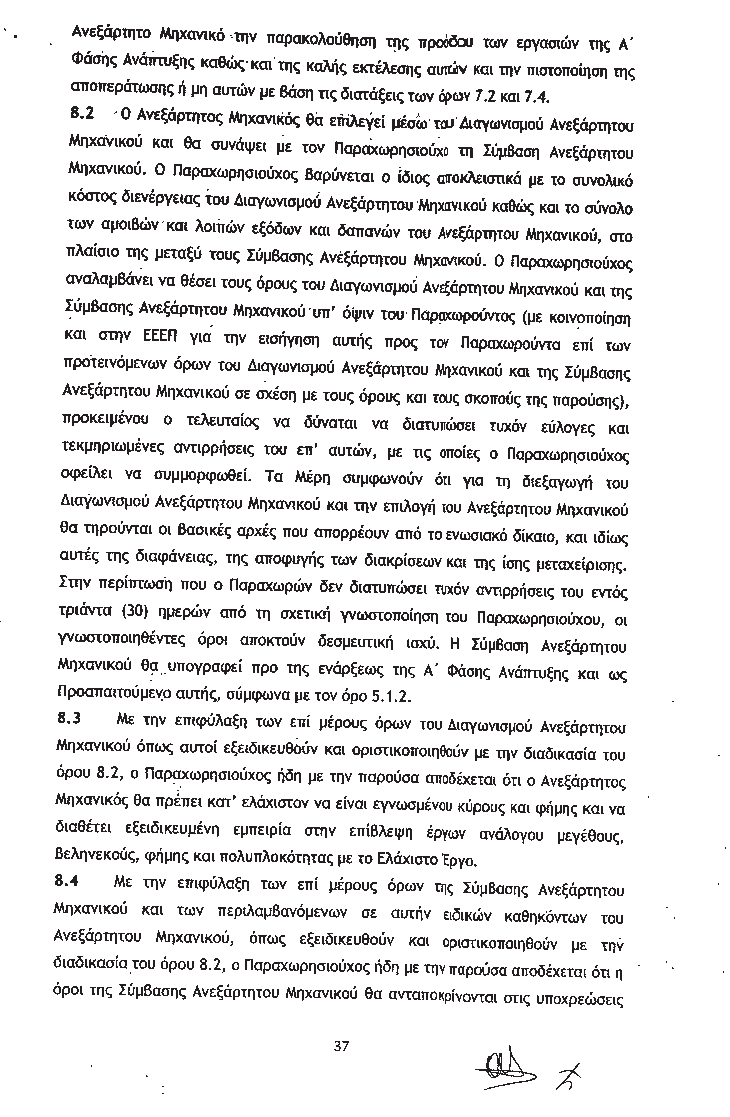 Ανεξάρτητο Μηχανικό την παρακολούθηση της προόδου των εργασιών της Α΄
Φάσης Ανάπτυξης καθώς και της καλής εκτέλεσης αυτών και την πιστοποίηση της
αποπεράτωσης ή μη αυτών με βάση τις διατάξεις των όρων 7.2 και 7.4.
8.2 Ο Ανεξάρτητος Μηχανικός θα επιλεγεί μέσω του Διαγωνισμού Ανεξάρτητου
Μηχανικού και θα συνάψει με τον Παραχωρησιούχο τη Σύμβαση Ανεξάρτητου
Μηχανικού. Ο Παραχωρησιούχος βαρύνεται ο ίδιος αποκλειστικά με το συνολικό
κόστος διενέργειας του Διαγωνισμού Ανεξάρτητου Μηχανικού καθώς και το σύνολο
των αμοιβών και λοιπών εξόδων και δαπανών του Ανεξάρτητου Μηχανικού, στο
πλαίσιο της μεταξύ τους Σύμβασης Ανεξάρτητου Μηχανικού. Ο Παραχωρησιούχος
αναλαμβάνει να θέσει τους όρους του Διαγωνισμού Ανεξάρτητου Μηχανικού και της
Σύμβασης Ανεξάρτητου Μηχανικού υπ' όψιν του Παραχωρούντος (με κοινοποίηση
και στην ΕΕΕΠ για την εισήγηση αυτής προς τον Παραχωρούντα επί των
προτεινόμενων όρων του Διαγωνισμού Ανεξάρτητου Μηχανικού και της Σύμβασης
Ανεξάρτητου Μηχανικού σε σχέση με τους όρους και τους σκοπούς της παρούσης),
προκειμένου ο τελευταίος να δύναται να διατυπώσει τυχόν εύλογες και
τεκμηριωμένες αντιρρήσεις του επ' αυτών, με τις οποίες ο Παραχωρησιούχος
οφείλει να συμμορφωθεί. Τα Μέρη συμφωνούν ότι για τη διεξαγωγή του
Διαγωνισμού Ανεξάρτητου Μηχανικού και την επιλογή του Ανεξάρτητου Μηχανικού
θα τηρούνται οι βασικές αρχές που απορρέουν από το ενωσιακό δίκαιο, και ιδίως
αυτές της διαφάνειας, της αποφυγής των διακρίσεων και της ίσης μεταχείρισης.
Στην περίπτωση που ο Παραχωρών δεν διατυπώσει τυχόν αντιρρήσεις του εντός
τριάντα (30) ημερών από τη σχετική γνωστοποίηση του Παραχωρησιούχου, οι
γνωστοποιηθέντες όροι αποκτούν δεσμευτική ισχύ. Η Σύμβαση Ανεξάρτητου
Μηχανικού θα υπογραφεί προ της ενάρξεως της Α΄ Φάσης Ανάπτυξης και ως
Προαπαιτούμενο αυτής, σύμφωνα με τον όρο 5.1.2.
8.3 Με την επιφύλαξη των επί μέρους όρων του Διαγωνισμού Ανεξάρτητου
Μηχανικού όπως αυτοί εξειδικευθούν και οριστικοποιηθούν με την διαδικασία του
όρου 8.2, ο Παραχωρησιούχος ήδη με την παρούσα αποδέχεται ότι ο Ανεξάρτητος
Μηχανικός θα πρέπει κατ' ελάχιστον να είναι εγνωσμένου κύρους και φήμης και να
διαθέτει εξειδικευμένη εμπειρία στην επίβλεψη έργων ανάλογου μεγέθους,
βεληνεκούς, φήμης και πολυπλοκότητας με το Ελάχιστο Έργο.
8.4 Με την επιφύλαξη των επί μέρους όρων της Σύμβασης Ανεξάρτητου
Μηχανικού και των περιλαμβανόμενων σε αυτήν ειδικών καθηκόντων του
Ανεξάρτητου Μηχανικού, όπως εξειδικευθούν και οριστικοποιηθούν με την
διαδικασία του όρου 8.2, ο Παραχωρησιούχος ήδη με την παρούσα αποδέχεται ότι η
όροι της Σύμβασης Ανεξάρτητου Μηχανικού θα ανταποκρίνονται στις υποχρεώσεις
37